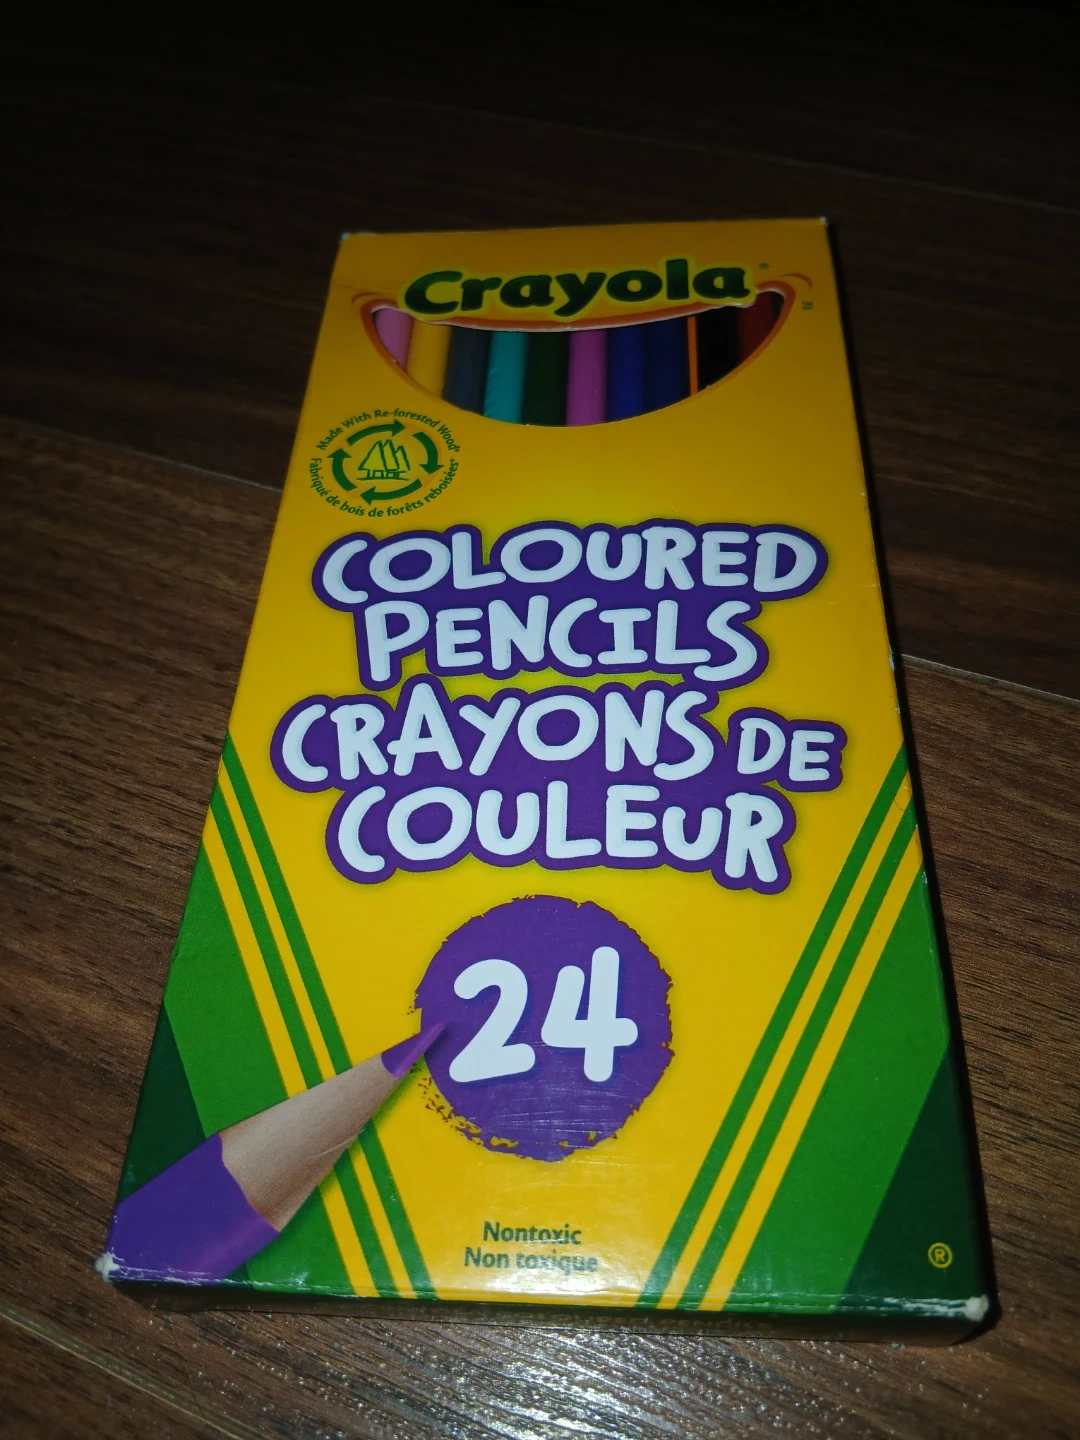 Crayola
Made With Re-forested Wood*
Fabriqué de bois de forêts reboisées*
COLOURED
PENCILS
CRAYONS DE
COULEUR
24
Nontoxic
Non toxique
®